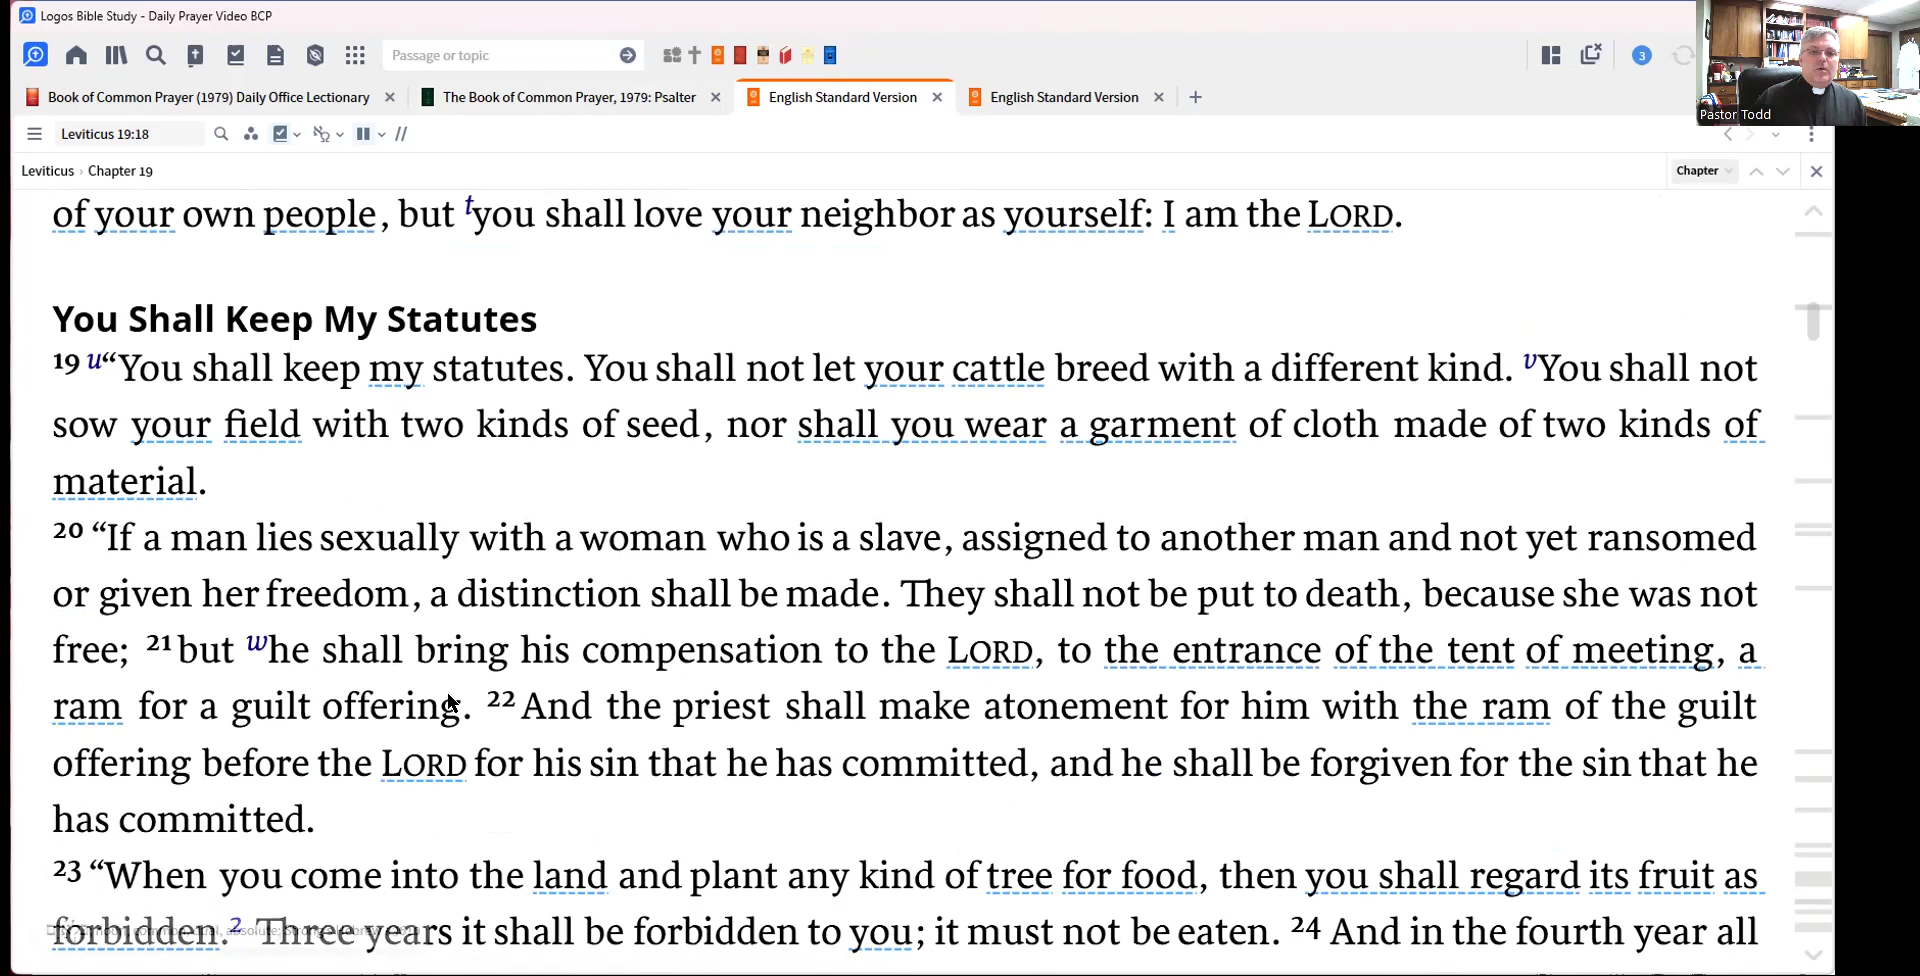 Logos Bible Study - Daily Prayer Video BCP
Passage or topic
3
Book of Common Prayer (1979) Daily Office Lectionary
The Book of Common Prayer, 1979: Psalter
English Standard Version
English Standard Version
Pastor Todd
Leviticus 19:18
Leviticus › Chapter 19
Chapter
of your own people, but t you shall love your neighbor as yourself: I am the LORD.
You Shall Keep My Statutes
19 u “You shall keep my statutes. You shall not let your cattle breed with a different kind. v You shall not
sow your field with two kinds of seed, nor shall you wear a garment of cloth made of two kinds of
material.
20 “If a man lies sexually with a woman who is a slave, assigned to another man and not yet ransomed
or given her freedom, a distinction shall be made. They shall not be put to death, because she was not
free; 21 but w he shall bring his compensation to the LORD, to the entrance of the tent of meeting, a
ram for a guilt offering. 22 And the priest shall make atonement for him with the ram of the guilt
offering before the LORD for his sin that he has committed, and he shall be forgiven for the sin that he
has committed.
23 “When you come into the land and plant any kind of tree for food, then you shall regard its fruit as
forbidden. 2 Three years it shall be forbidden to you; it must not be eaten. 24 And in the fourth year all